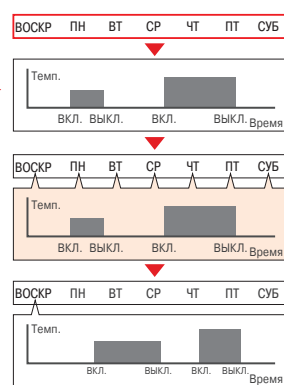 ВОСКР ПН ВТ СР ЧТ ПТ СУБ
Темп.
ВКЛ. ВЫКЛ. ВКЛ. ВЫКЛ. Время
ВОСКР ПН ВТ СР ЧТ ПТ СУБ
Темп.
ВКЛ. ВЫКЛ. ВКЛ. ВЫКЛ. Время
ВОСКР ПН ВТ СР ЧТ ПТ СУБ
Темп.
ВКЛ. ВЫКЛ. ВКЛ. ВЫКЛ. Время